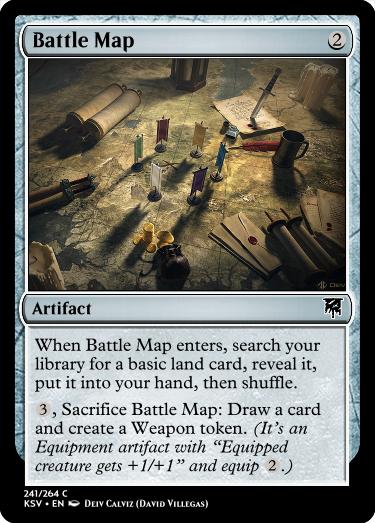 Battle Map 2
Artifact
When Battle Map enters, search your
library for a basic land card, reveal it,
put it into your hand, then shuffle.
3, Sacrifice Battle Map: Draw a card
and create a Weapon token. (It's an
Equipment artifact with "Equipped
creature gets +1/+1" and equip 2.)
241/264 C
KSV • EN Deiv Calviz (David Villegas)